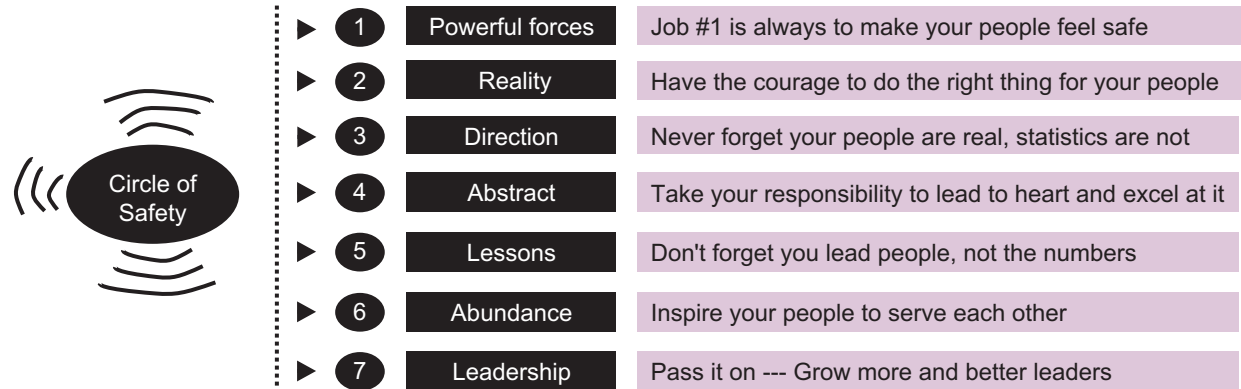 Circle of
Safety
1 Powerful forces Job #1 is always to make your people feel safe
2 Reality Have the courage to do the right thing for your people
3 Direction Never forget your people are real, statistics are not
4 Abstract Take your responsibility to lead to heart and excel at it
5 Lessons Don't forget you lead people, not the numbers
6 Abundance Inspire your people to serve each other
7 Leadership Pass it on --- Grow more and better leaders